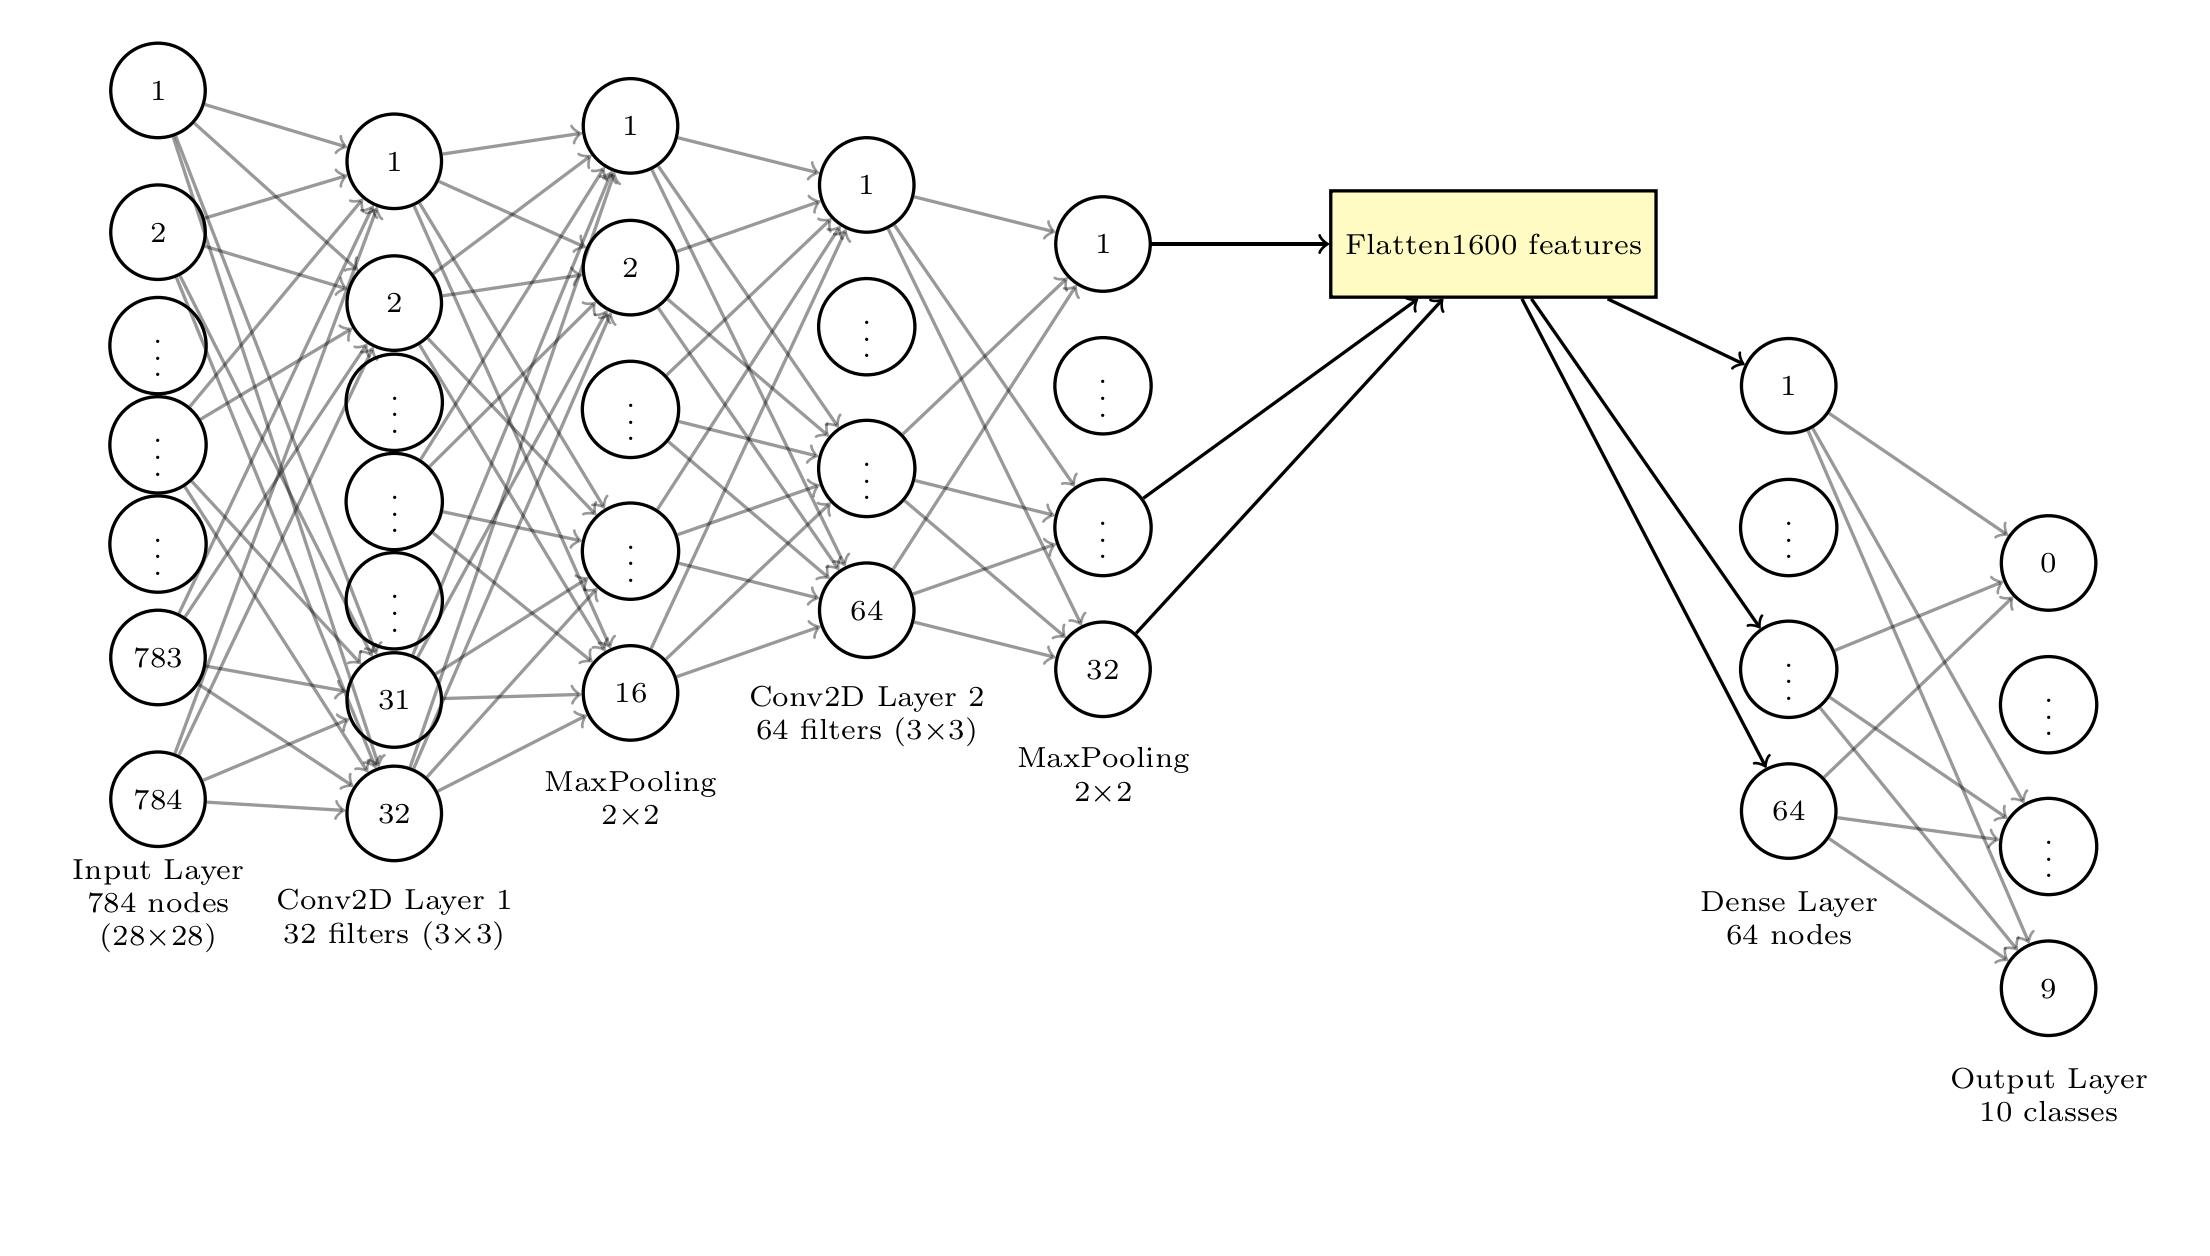 1
2
⋮
⋮
⋮
783
784
Input Layer
784 nodes
(28×28)
1
2
⋮
⋮
⋮
31
32
Conv2D Layer 1
32 filters (3×3)
1
2
⋮
⋮
16
MaxPooling
2×2
1
⋮
⋮
64
Conv2D Layer 2
64 filters (3×3)
1
⋮
⋮
32
MaxPooling
2×2
Flatten1600 features
1
⋮
⋮
64
Dense Layer
64 nodes
0
⋮
⋮
9
Output Layer
10 classes